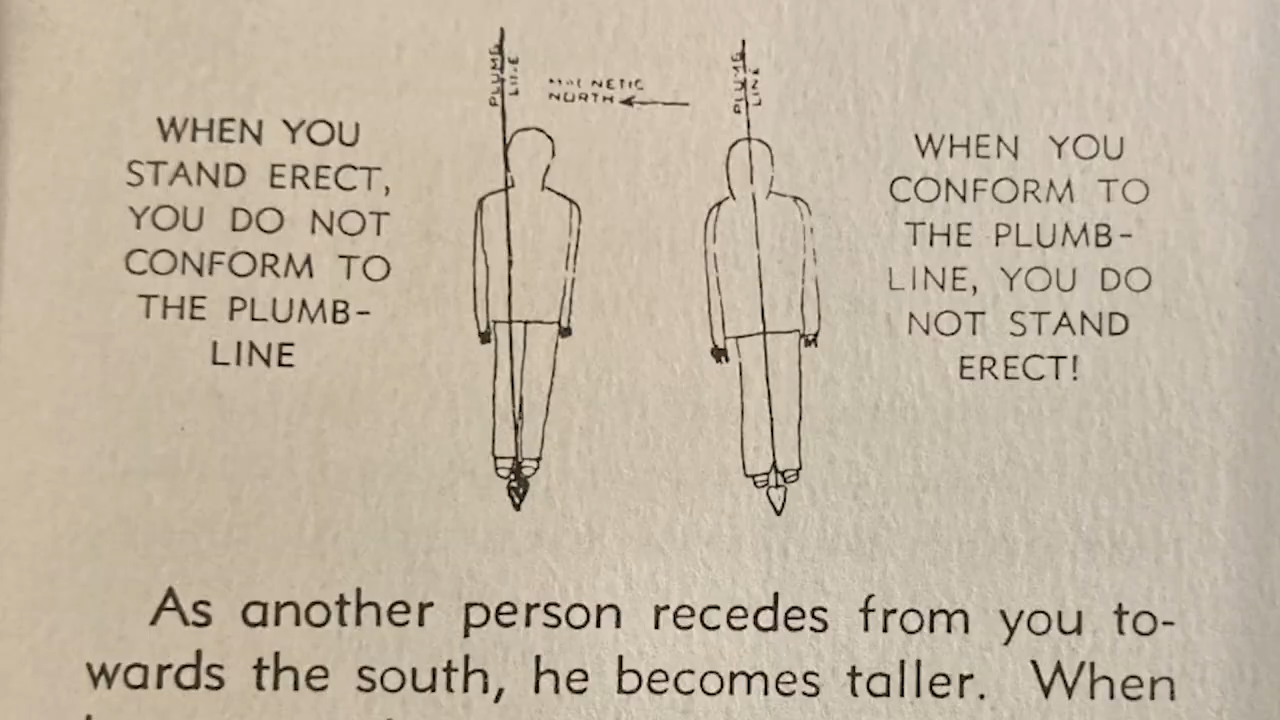 PLUMB
LINE
NORTH
PLUMB
LINE
WHEN YOU
STAND ERECT,
YOU DO NOT
CONFORM TO
THE PLUMB-
LINE
WHEN YOU
CONFORM TO
THE PLUMB-
LINE, YOU DO
NOT STAND
ERECT!
As another person recedes from you to-
wards the south, he becomes taller. When